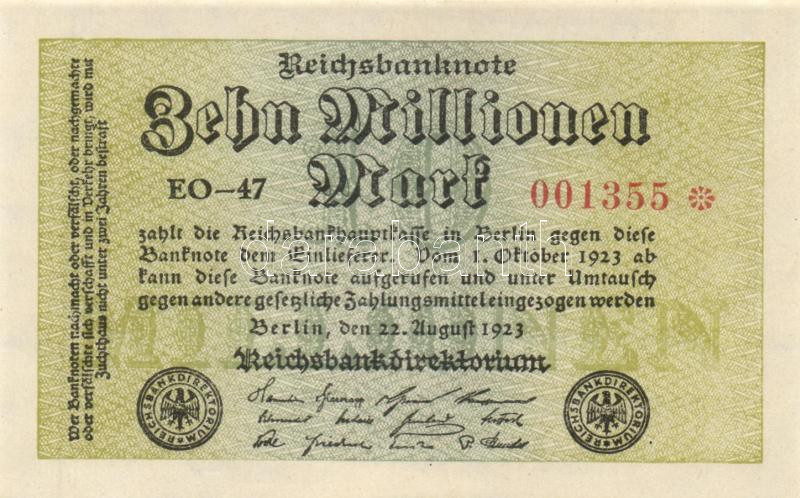 Reichsbanknote
Zehn Millionen
Mark
EO-47
001355 *
zahlt die Reichsbankhauptkasse in Berlin gegen diese
Banknote dem Einlieferer. Vom 1. Oktober 1923 ab
kann diese Banknote aufgerufen und unter Umtausch
gegen andere gesetzliche Zahlungsmittel eingezogen werden
Berlin, den 22. August 1923
Reichsbankdirektorium
REICHSBANKDIREKTORIUM
REICHSBANKDIREKTORIUM
Wer Banknoten nachmacht oder verfälscht, oder nachgemachte
oder verfälschte sich verschafft und in Verkehr bringt, wird mit
Zuchthaus nicht unter zwei Jahren bestraft
10
MILLIONEN
darabanth